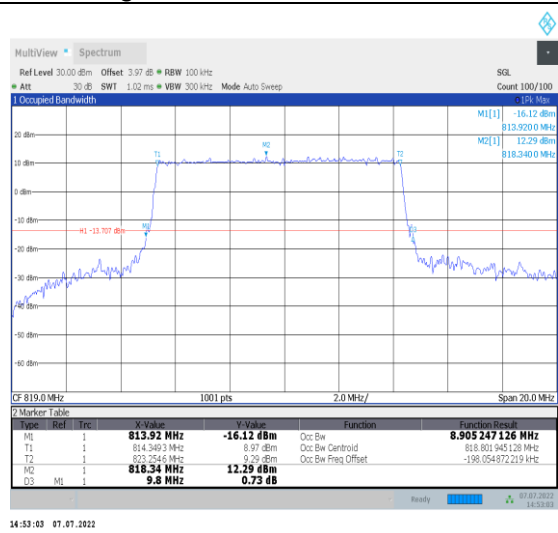 MultiView Spectrum
Ref Level 30.00 dBm Offset 3.97 dB RBW 100 kHz SGL
Att 30 dB SWT 1.02 ms VBW 300 kHz Mode Auto Sweep Count 100/100
1 Occupied Bandwidth 1Pk Max
M1[1] -16.12 dBm
813.9200 MHz
M2[1] 12.29 dBm
818.3400 MHz
20 dBm
M2
T1 T2
10 dBm
0 dBm
-10 dBm
H1 -13.707 dBm M1 D3
-20 dBm
-30 dBm
-40 dBm
-50 dBm
-60 dBm
CF 819.0 MHz 1001 pts 2.0 MHz/ Span 20.0 MHz
2 Marker Table
Type Ref Trc X-Value Y-Value Function Function Result
M1 1 813.92 MHz -16.12 dBm Occ Bw 8.905 247 126 MHz
T1 1 814.3493 MHz 8.97 dBm Occ Bw Centroid 818.801 945 128 MHz
T2 1 823.2546 MHz 9.29 dBm Occ Bw Freq Offset -198.054 872 219 kHz
M2 1 818.34 MHz 12.29 dBm
D3 M1 1 9.8 MHz 0.73 dB
Ready 07.07.2022
14:53:03
14:53:03 07.07.2022